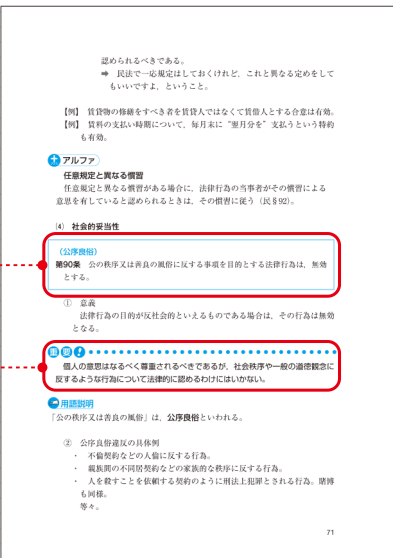 認められるべきである。
➡ 民法で一応規定はしておくけれど，これと異なる定めをして
もいいですよ，ということ。
【例】 賃貸物の修繕をすべき者を賃貸人ではなくて賃借人とする合意は有効。
【例】 賃料の支払い時期について，毎月末に“翌月分を”支払うという特約
も有効。
+ アルファ
任意規定と異なる慣習
任意規定と異なる慣習がある場合に，法律行為の当事者がその慣習による
意思を有していると認められるときは，その慣習に従う（民§92）。
(4) 社会的妥当性
（公序良俗）
第90条 公の秩序又は善良の風俗に反する事項を目的とする法律行為は，無効
とする。
① 意義
法律行為の目的が反社会的といえるものである場合は，その行為は無効
となる。
重要！
個人の意思はなるべく尊重されるべきであるが，社会秩序や一般の道徳観念に
反するような行為について法律的に認めるわけにはいかない。
用語説明
「公の秩序又は善良の風俗」は，公序良俗といわれる。
② 公序良俗違反の具体例
・ 不倫契約などの人倫に反する行為。
・ 親族間の不同居契約などの家族的な秩序に反する行為。
・ 人を殺すことを依頼する契約のように刑法上犯罪とされる行為。賭博
も同様。
等々。
71